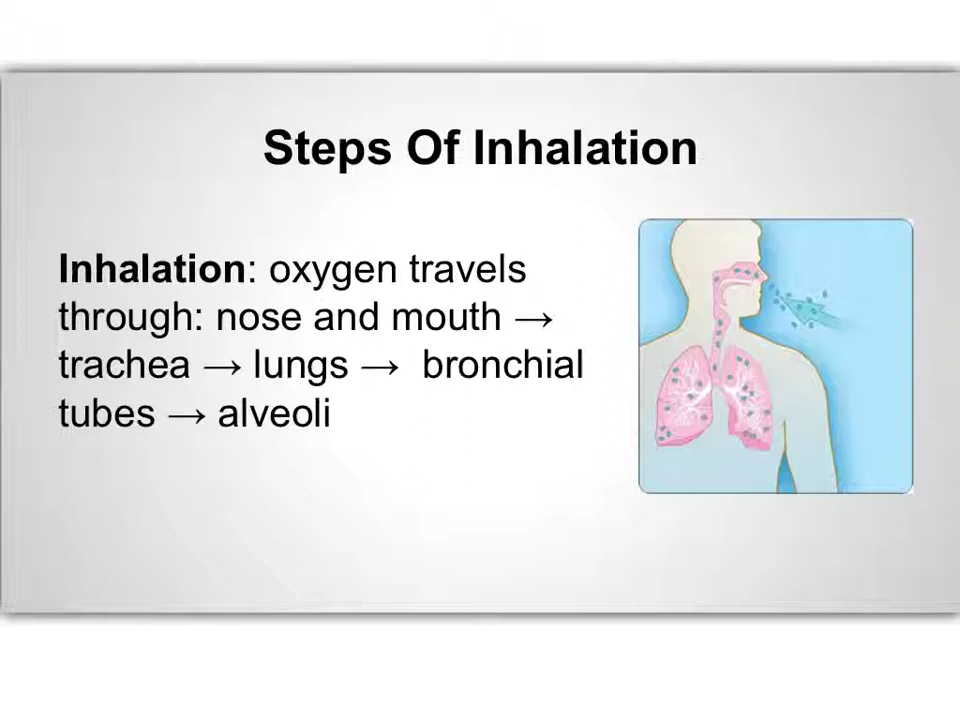 Steps Of Inhalation
Inhalation: oxygen travels
through: nose and mouth →
trachea → lungs → bronchial
tubes → alveoli